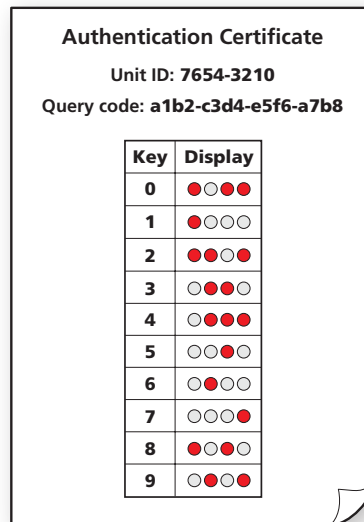 Authentication Certificate
Unit ID: 7654-3210
Query code: a1b2-c3d4-e5f6-a7b8
Key Display
0
1
2
3
4
5
6
7
8
9